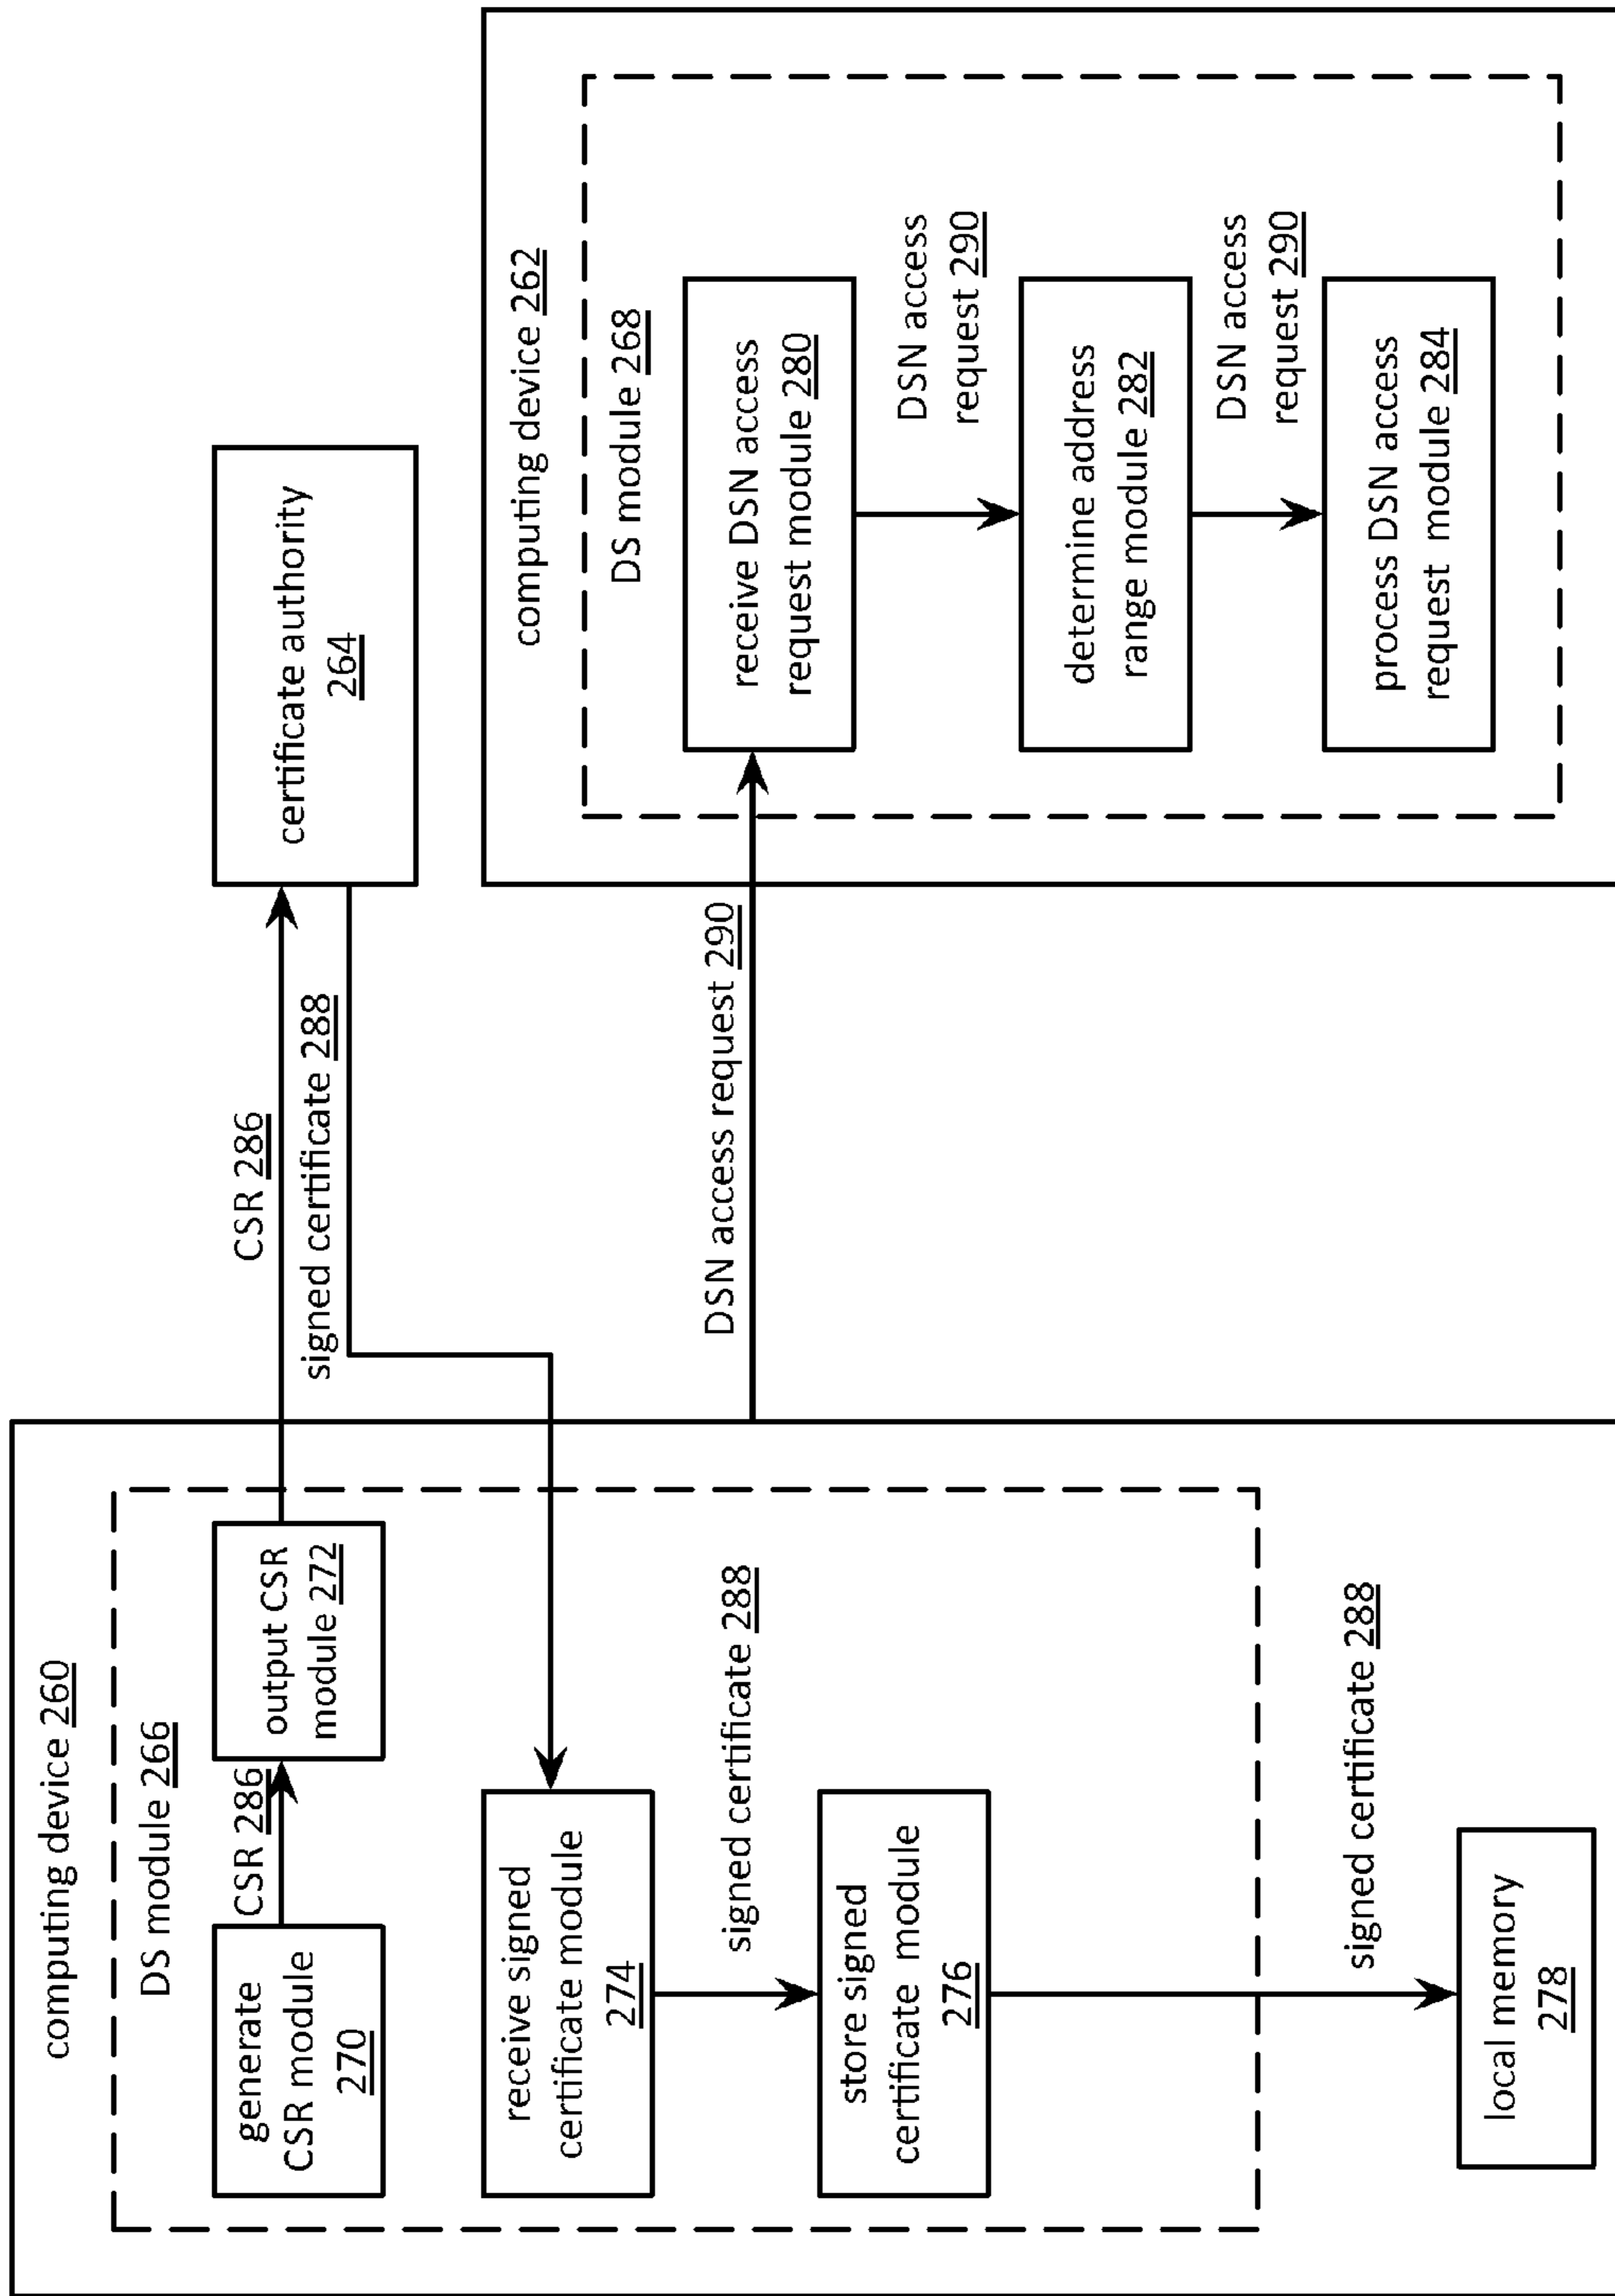 computing device 260
DS module 266
generate
CSR module
270
CSR 286
output CSR
module 272
CSR 286
signed certificate 288
certificate authority
264
receive signed
certificate module
274
signed certificate 288
store signed
certificate module
276
signed certificate 288
local memory
278
DSN access request 290
computing device 262
DS module 268
receive DSN access
request module 280
DSN access
request 290
determine address
range module 282
DSN access
request 290
process DSN access
request module 284